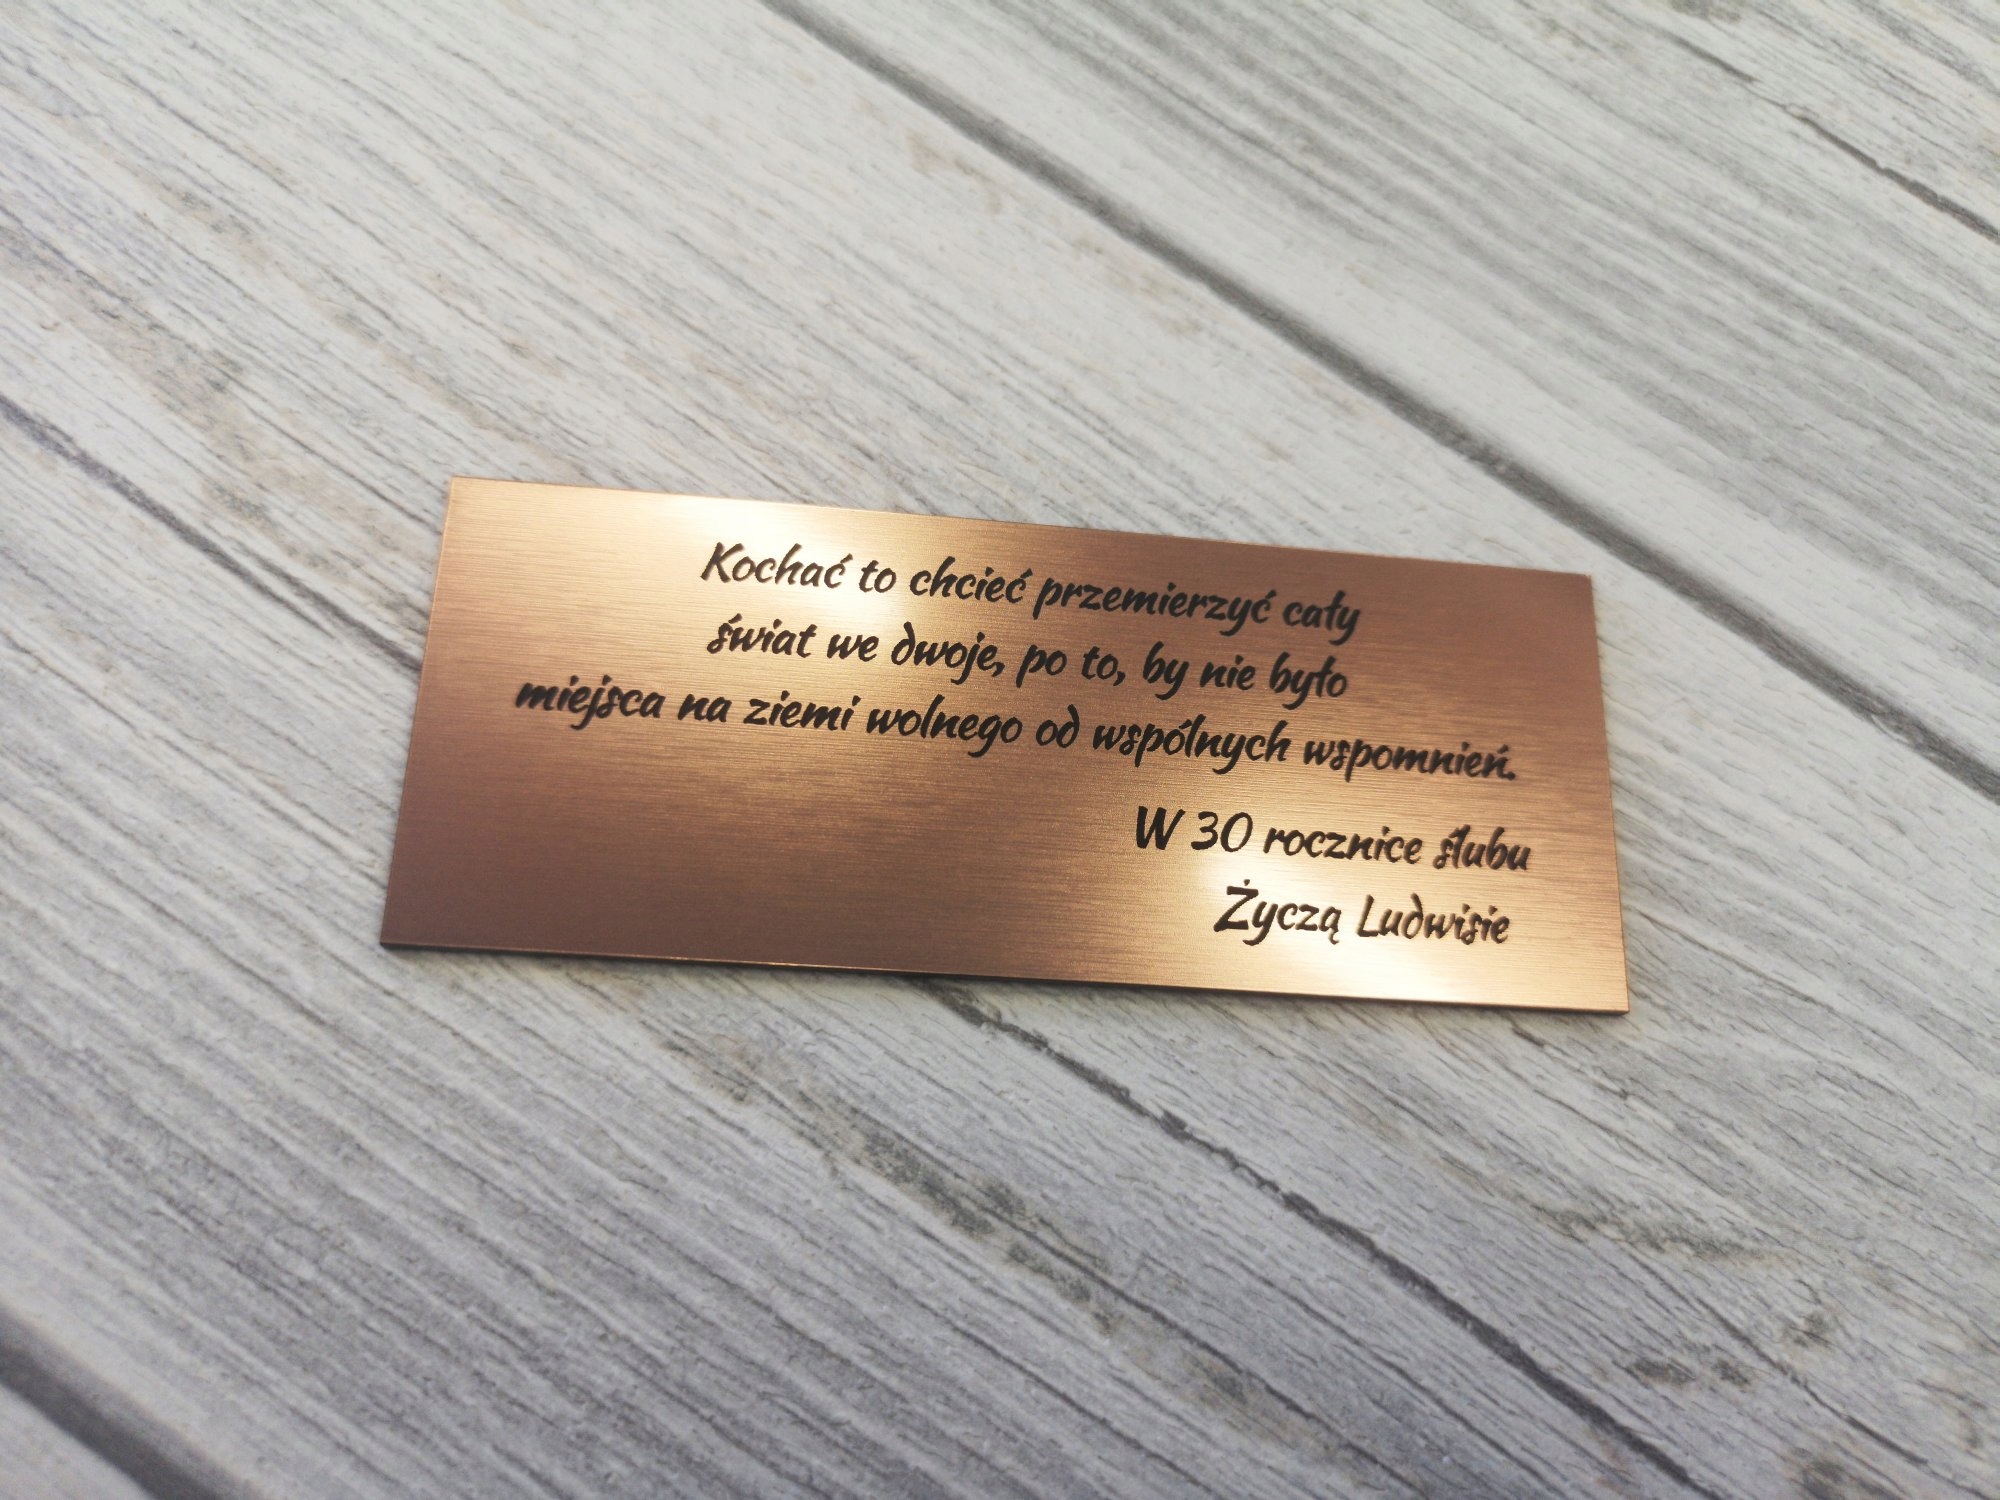 Kochać to chcieć przemierzyć cały
świat we dwoje, po to, by nie było
miejsca na ziemi wolnego od wspólnych wspomnień.
W 30 rocznice ślubu
Życzą Ludwisie